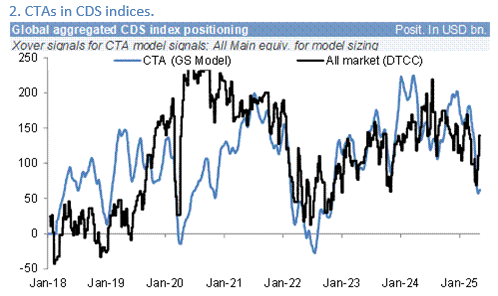 2. CTAs in CDS indices.
Global aggregated CDS index positioning Posit. In USD bn.
Xover signals for CTA model signals; All Main equiv. for model sizing
CTA (GS Model) All market (DTCC)
250
200
150
100
50
0
-50
Jan-18 Jan-19 Jan-20 Jan-21 Jan-22 Jan-23 Jan-24 Jan-25